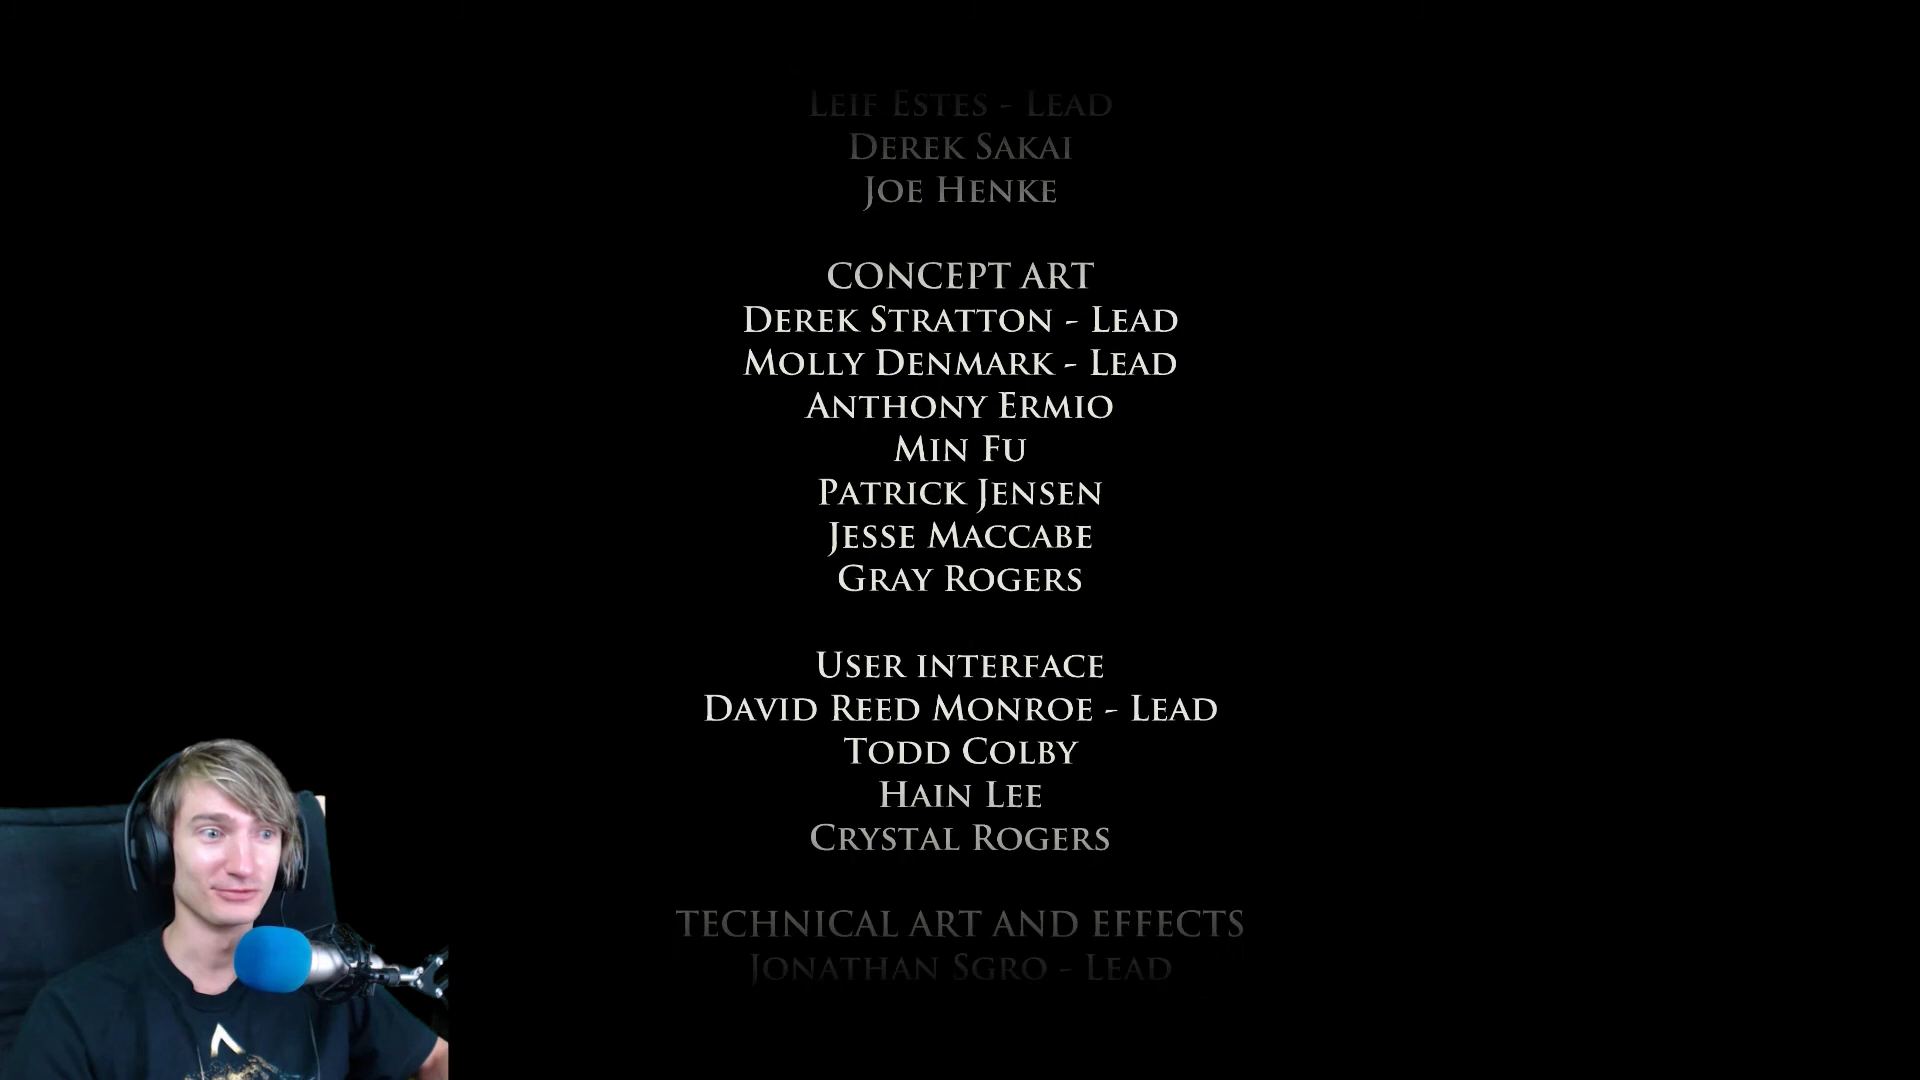 Leif Estes - Lead
Derek Sakai
Joe Henke
CONCEPT ART
Derek Stratton - Lead
Molly Denmark - Lead
Anthony Ermio
Min Fu
Patrick Jensen
Jesse Maccabe
Gray Rogers
User interface
David Reed Monroe - Lead
Todd Colby
Hain Lee
Crystal Rogers
TECHNICAL ART AND EFFECTS
Jonathan Sgro - Lead